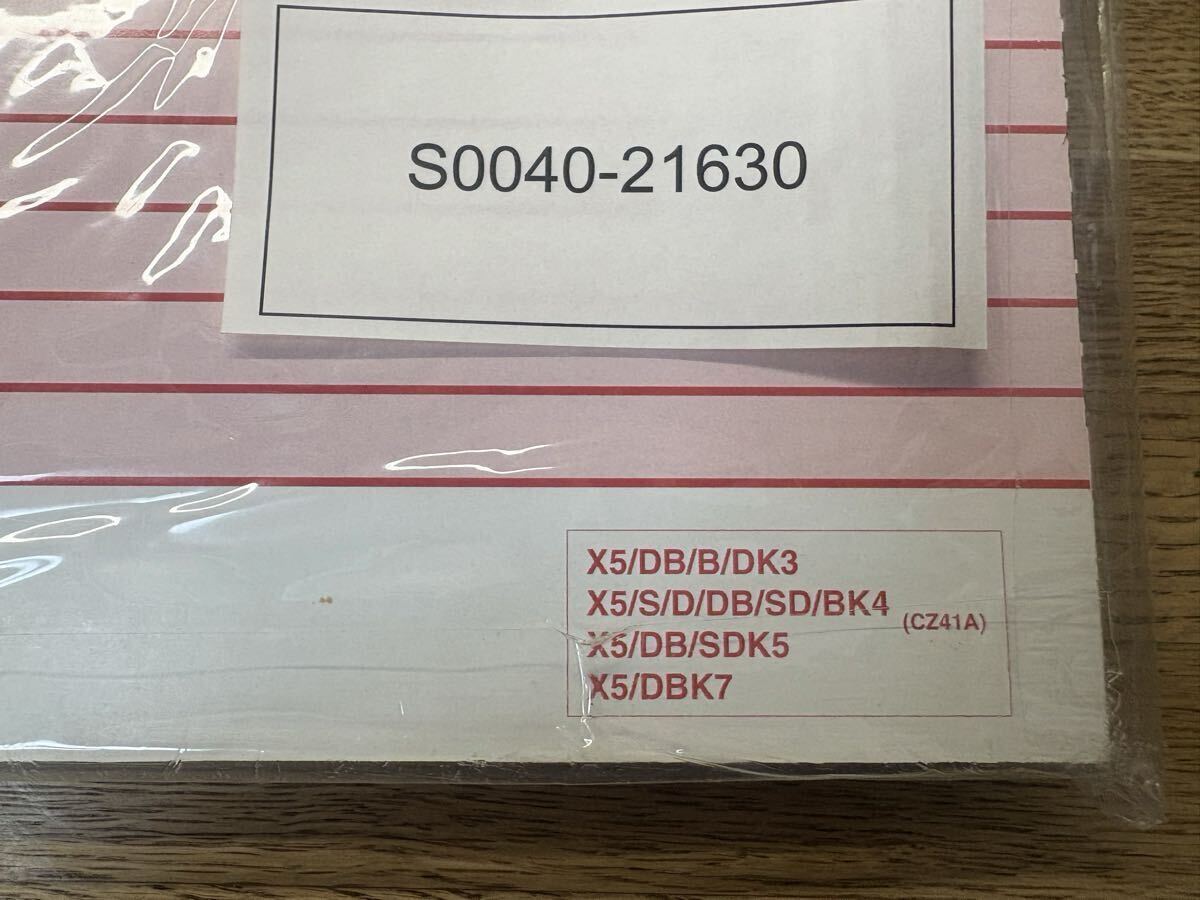 S0040-21630
X5/DB/B/DK3
X5/S/D/DB/SD/BK4 (CZ41A)
X5/DB/SDK5
X5/DBK7